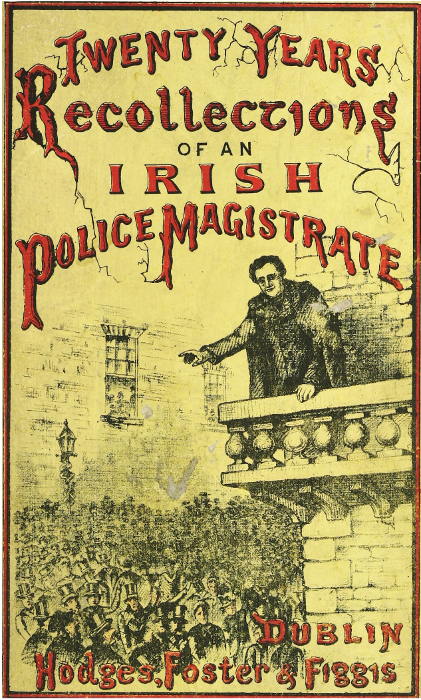 TWENTY YEARS
Recollections
OF AN
IRISH
POLICE MAGISTRATE
DUBLIN
Hodges, Foster & Figgis